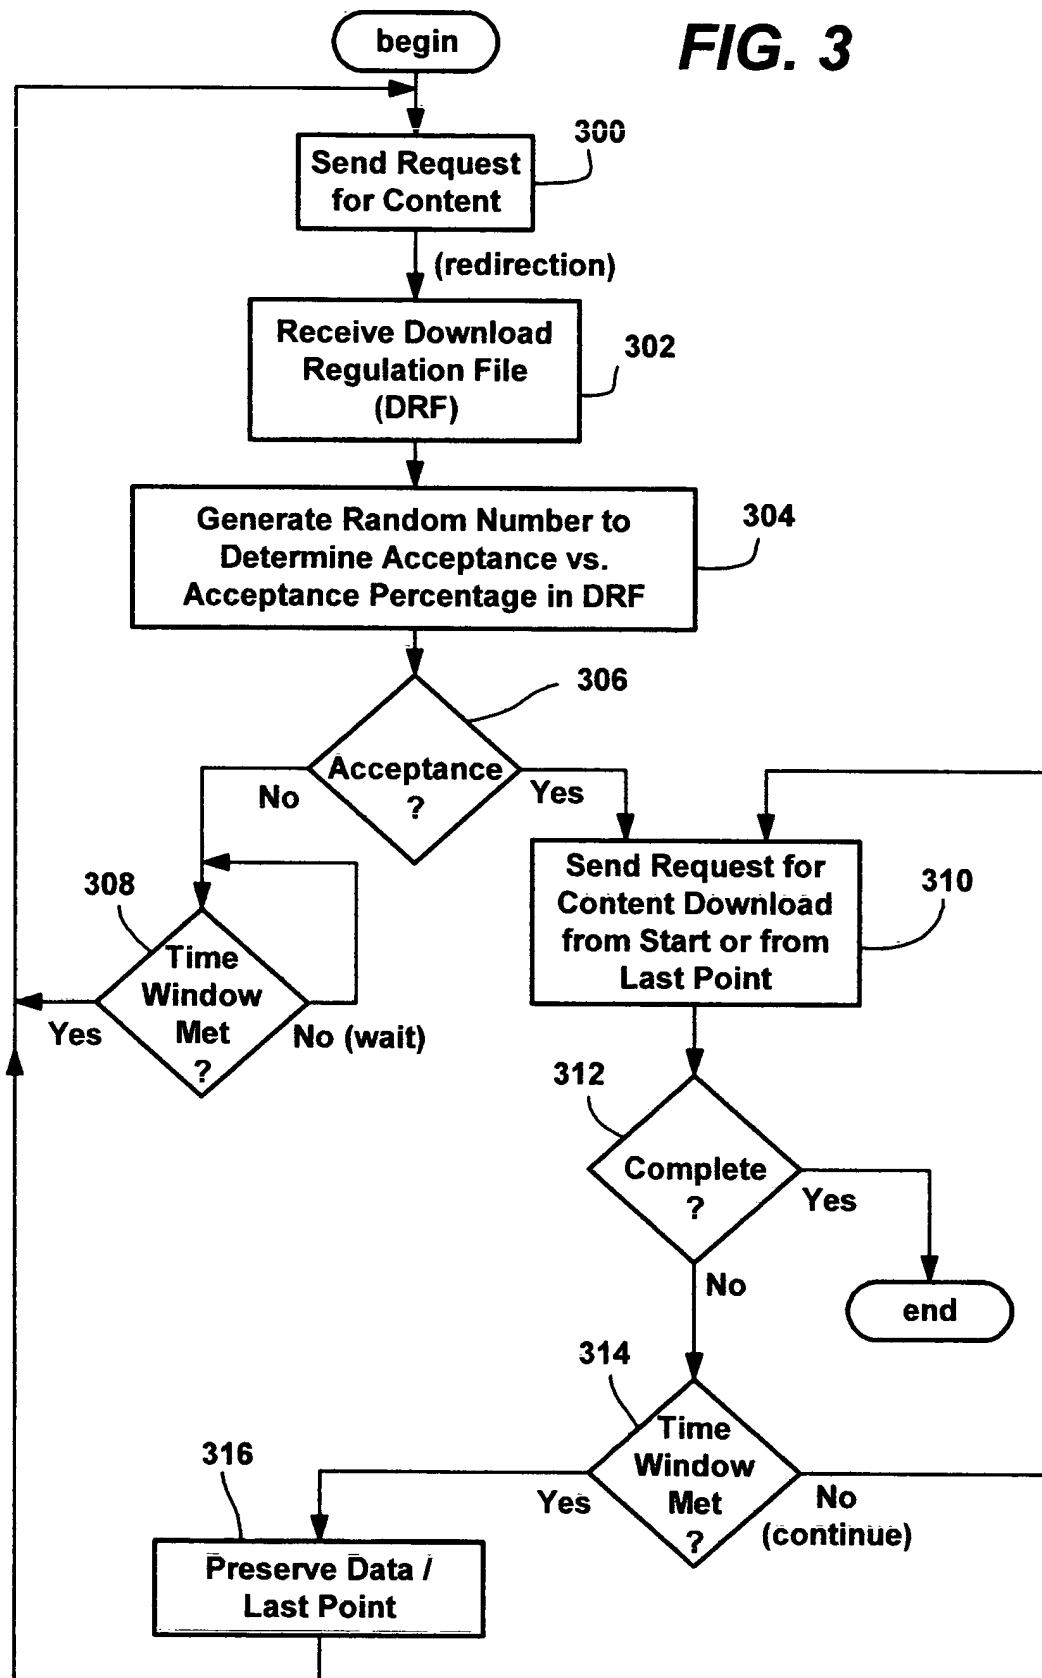 begin
FIG. 3
300
Send Request
for Content
(redirection)
Receive Download
Regulation File
(DRF)
302
Generate Random Number to
Determine Acceptance vs.
Acceptance Percentage in DRF
304
306
Acceptance
?
No
Yes
308
Time
Window
Met
?
Yes
No (wait)
Send Request for
Content Download
from Start or from
Last Point
310
312
Complete
?
Yes
No
end
314
Time
Window
Met
?
Yes
No
(continue)
316
Preserve Data /
Last Point